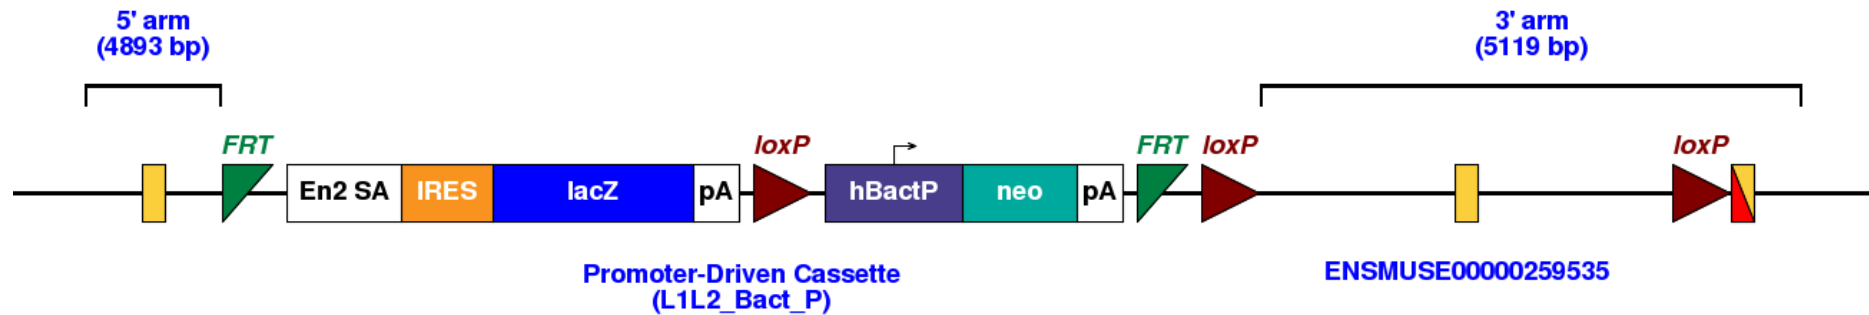 5' arm
(4893 bp)
3' arm
(5119 bp)
FRT
loxP
FRT
loxP
loxP
En2 SA
IRES
lacZ
pA
hBactP
neo
pA
Promoter-Driven Cassette
(L1L2_Bact_P)
ENSMUSE00000259535